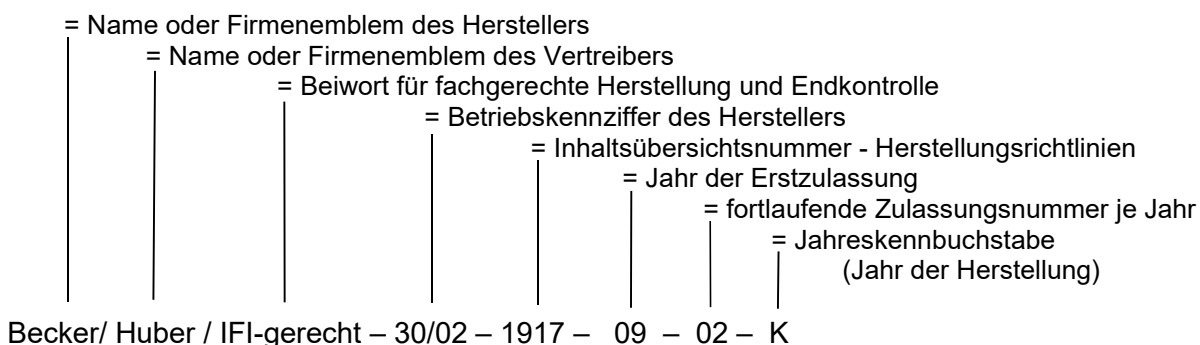 = Name oder Firmenemblem des Herstellers
= Name oder Firmenemblem des Vertreibers
= Beiwort für fachgerechte Herstellung und Endkontrolle
= Betriebskennziffer des Herstellers
= Inhaltsübersichtsnummer - Herstellungsrichtlinien
= Jahr der Erstzulassung
= fortlaufende Zulassungsnummer je Jahr
= Jahreskennbuchstabe
(Jahr der Herstellung)
Becker/ Huber / IFI-gerecht – 30/02 – 1917 – 09 – 02 – K